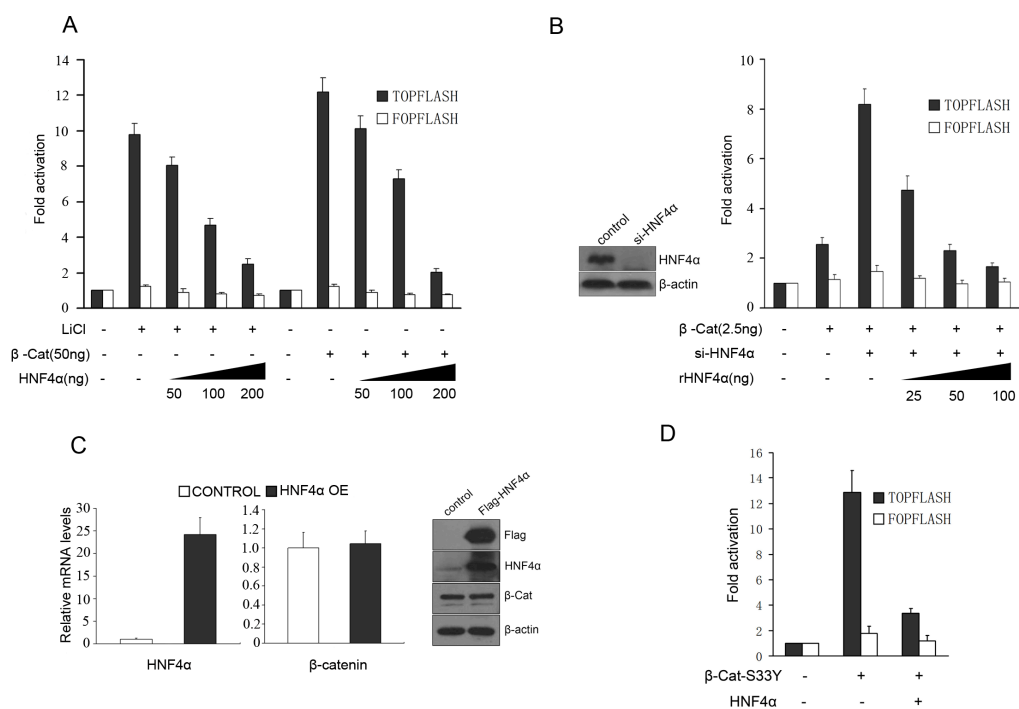 A
Fold activation
14
12
10
8
6
4
2
0
TOPFLASH
FOPFLASH
LiCl - + + + + - - - - -
β -Cat(50ng) - - - - - - + + + +
HNF4α(ng) - - - -
50 100 200 50 100 200
B
control si-HNF4α
HNF4α
β-actin
Fold activation
10
8
6
4
2
0
TOPFLASH
FOPFLASH
β -Cat(2.5ng) - + + + + +
si-HNF4α - - + + + +
rHNF4α(ng) - - -
25 50 100
C
CONTROL HNF4α OE
Relative mRNA levels
30
25
20
15
10
5
0
HNF4α
1.4
1.2
1.0
0.8
0.6
0.4
0.2
0
β-catenin
control Flag-HNF4α
Flag
HNF4α
β-Cat
β-actin
D
Fold activation
16
14
12
10
8
6
4
2
0
TOPFLASH
FOPFLASH
β-Cat-S33Y - + +
HNF4α - - +